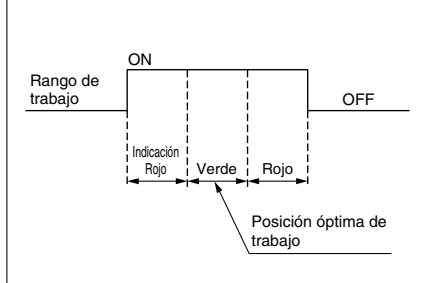 ON
Rango de
trabajo
OFF
Indicación
Rojo
Verde
Rojo
Posición óptima de
trabajo